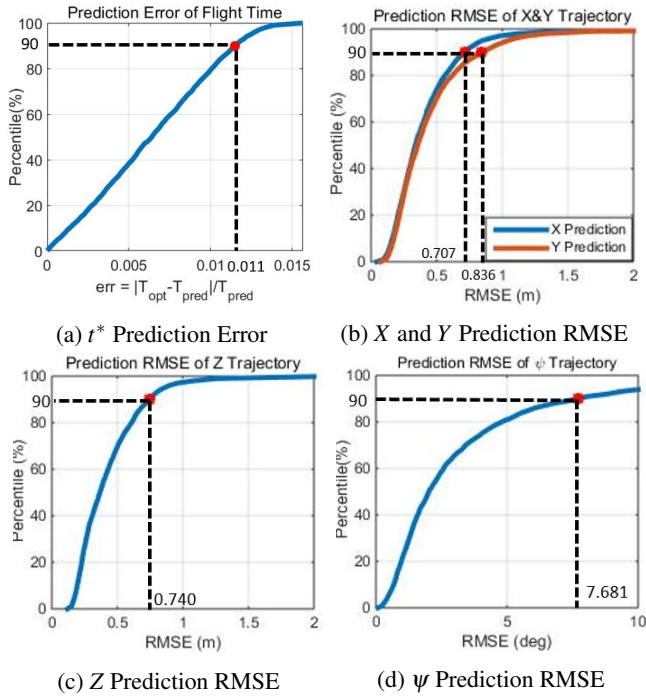 Prediction Error of Flight Time
100
90
80
60
40
20
0
Percentile(%)
0
0.005
0.010
0.011
0.015
err = |T_opt-T_pred|/T_pred
(a) t* Prediction Error
Prediction RMSE of X&Y Trajectory
100
90
80
60
40
20
0
Percentile (%)
X Prediction
Y Prediction
0.707
0.836
0
0.5
1
1.5
2
RMSE (m)
(b) X and Y Prediction RMSE
Prediction RMSE of Z Trajectory
100
90
80
60
40
20
0
Percentile (%)
0.740
0
0.5
1
1.5
2
RMSE (m)
(c) Z Prediction RMSE
Prediction RMSE of ψ Trajectory
100
90
80
60
40
20
0
Percentile(%)
7.681
0
5
10
RMSE (deg)
(d) ψ Prediction RMSE